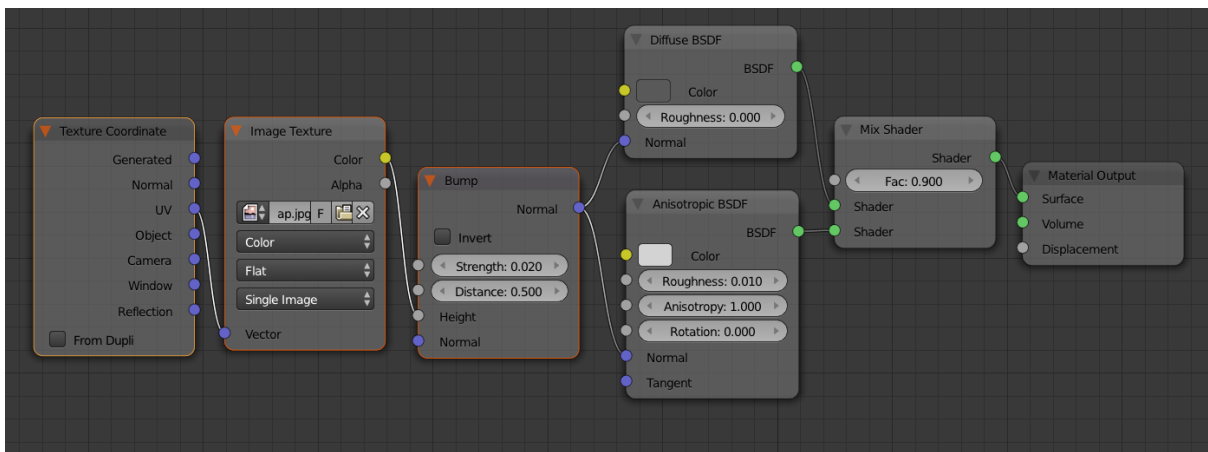 Texture Coordinate
Generated
Normal
UV
Object
Camera
Window
Reflection
From Dupli
Image Texture
Color
Alpha
ap.jpg F
Color
Flat
Single Image
Vector
Bump
Normal
Invert
Strength: 0.020
Distance: 0.500
Height
Normal
Diffuse BSDF
BSDF
Color
Roughness: 0.000
Normal
Anisotropic BSDF
BSDF
Color
Roughness: 0.010
Anisotropy: 1.000
Rotation: 0.000
Normal
Tangent
Mix Shader
Shader
Fac: 0.900
Shader
Shader
Material Output
Surface
Volume
Displacement